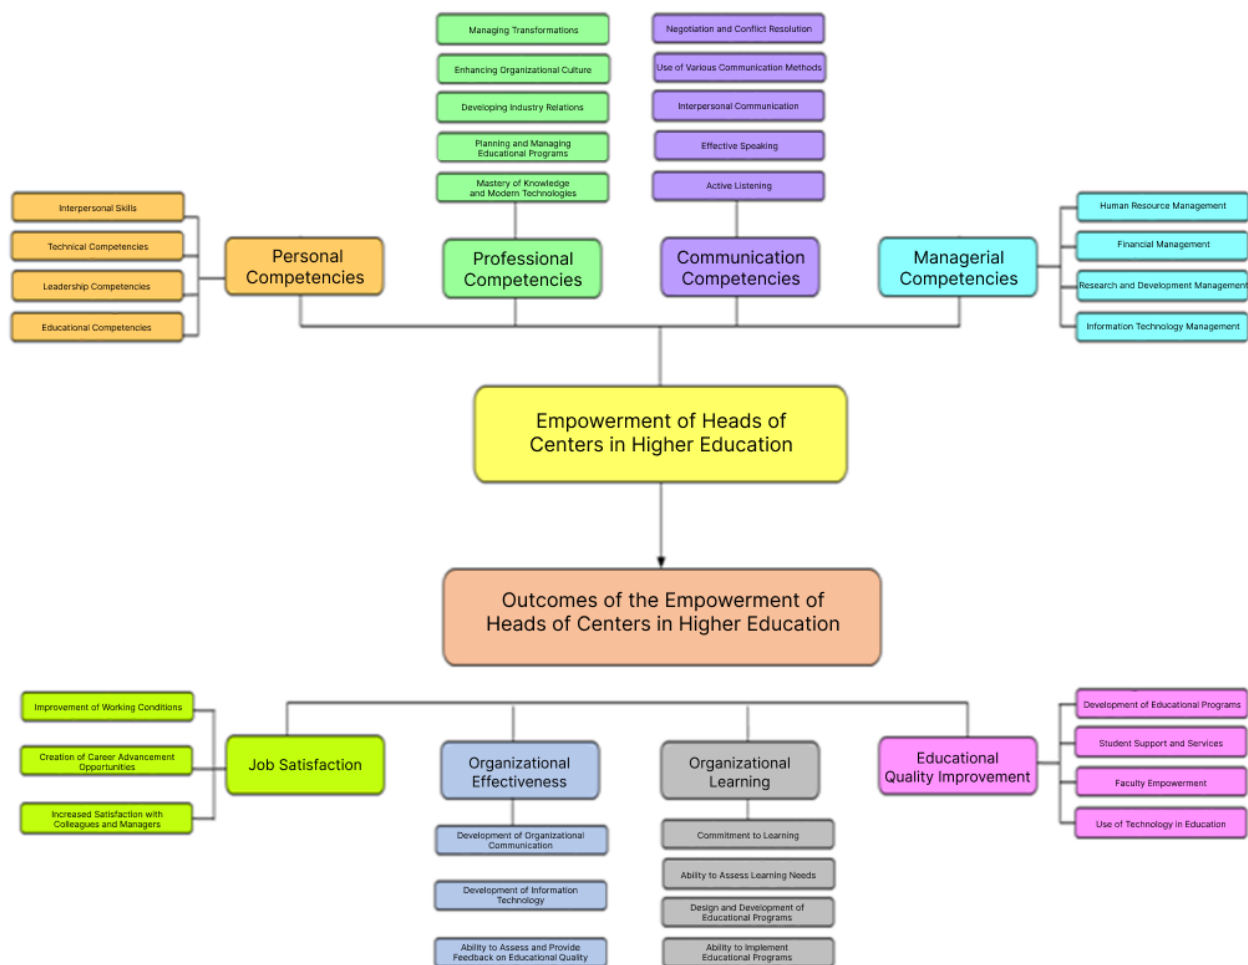 Managing Transformations
Enhancing Organizational Culture
Developing Industry Relations
Planning and Managing
Educational Programs
Mastery of Knowledge
and Modern Technologies
Negotiation and Conflict Resolution
Use of Various Communication Methods
Interpersonal Communication
Effective Speaking
Active Listening
Interpersonal Skills
Technical Competencies
Leadership Competencies
Educational Competencies
Personal
Competencies
Professional
Competencies
Communication
Competencies
Managerial
Competencies
Human Resource Management
Financial Management
Research and Development Management
Information Technology Management
Empowerment of Heads of
Centers in Higher Education
Outcomes of the Empowerment of
Heads of Centers in Higher Education
Improvement of Working Conditions
Creation of Career Advancement
Opportunities
Increased Satisfaction with
Colleagues and Managers
Job Satisfaction
Organizational
Effectiveness
Organizational
Learning
Educational
Quality Improvement
Development of Educational Programs
Student Support and Services
Faculty Empowerment
Use of Technology in Education
Development of Organizational
Communication
Development of Information
Technology
Ability to Assess and Provide
Feedback on Educational Quality
Commitment to Learning
Ability to Assess Learning Needs
Design and Development of
Educational Programs
Ability to Implement
Educational Programs